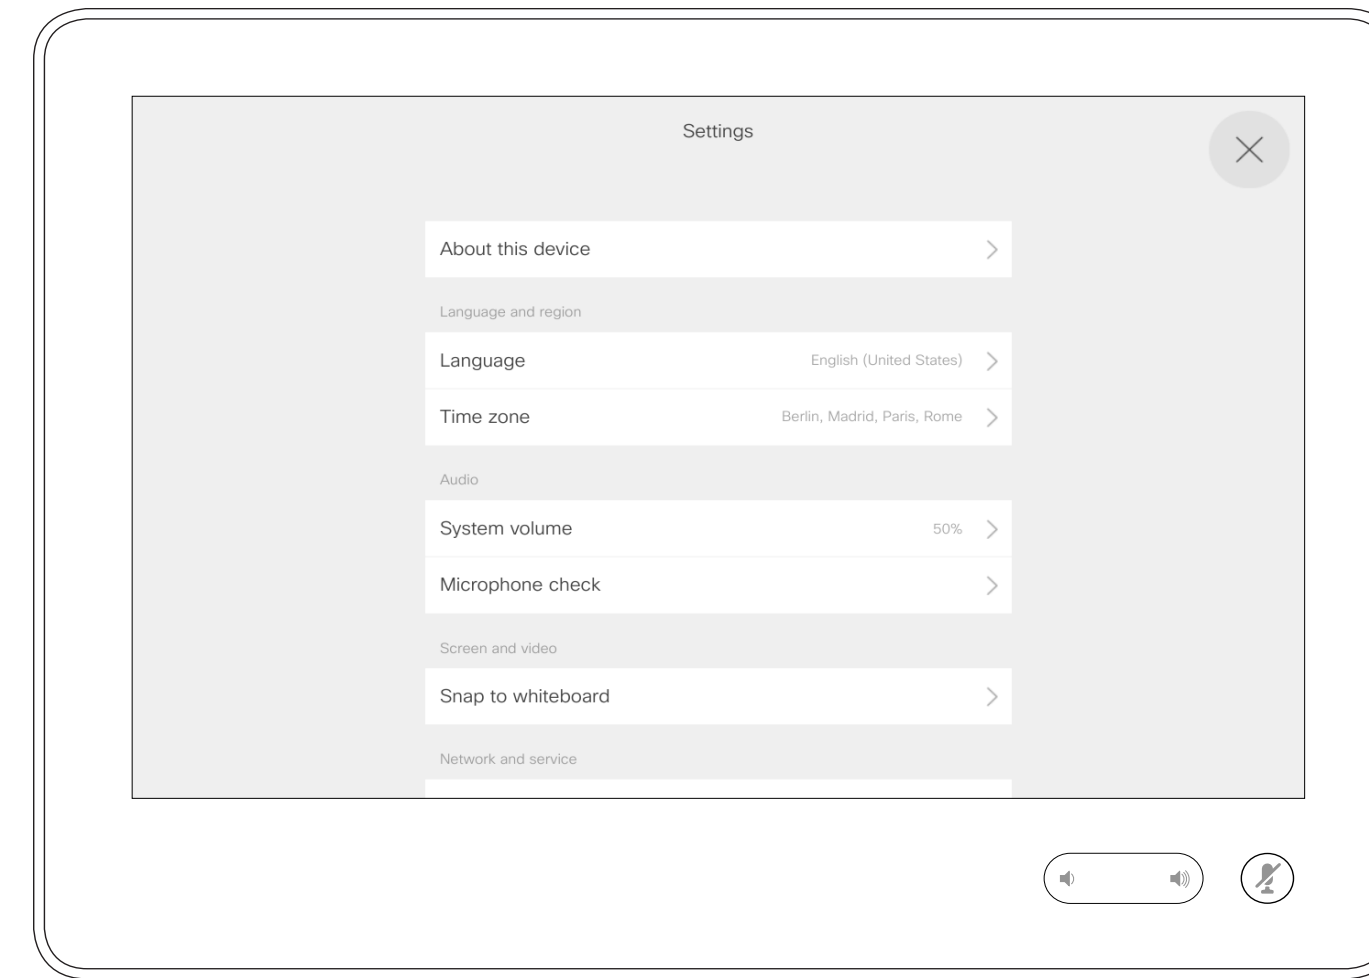 Settings
About this device
Language and region
Language English (United States)
Time zone Berlin, Madrid, Paris, Rome
Audio
System volume 50%
Microphone check
Screen and video
Snap to whiteboard
Network and service